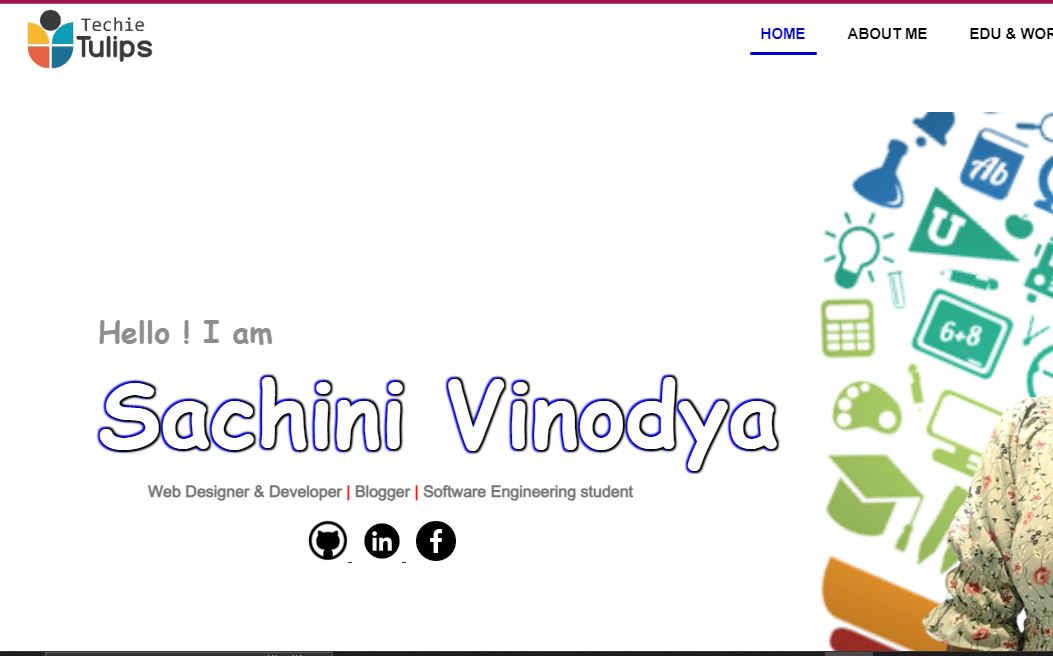 Techie
Tulips
HOME ABOUT ME EDU & WOR
Ab
U
6+8
Hello ! I am
Sachini Vinodya
Web Designer & Developer | Blogger | Software Engineering student
in
f